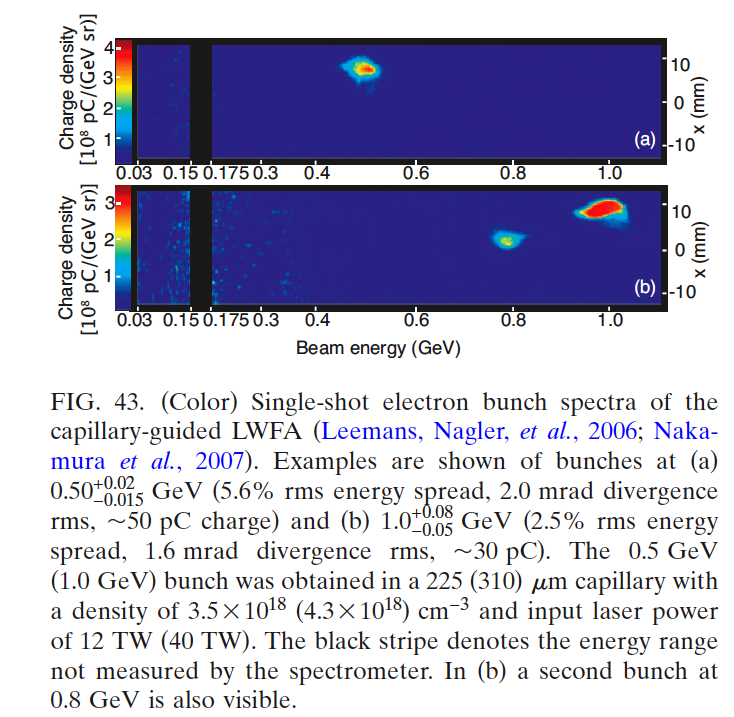 Charge density
[10⁸ pC/(GeV sr)]
4
3
2
1
10
0
-10
x (mm)
(a)
0.03 0.15 0.175 0.3 0.4 0.6 0.8 1.0
Charge density
[10⁸ pC/(GeV sr)]
3
2
1
10
0
-10
x (mm)
(b)
0.03 0.15 0.175 0.3 0.4 0.6 0.8 1.0
Beam energy (GeV)
FIG. 43. (Color) Single-shot electron bunch spectra of the
capillary-guided LWFA (Leemans, Nagler, et al., 2006; Naka-
mura et al., 2007). Examples are shown of bunches at (a)
0.50+0.02−0.015 GeV (5.6% rms energy spread, 2.0 mrad divergence
rms, ~50 pC charge) and (b) 1.0+0.08−0.05 GeV (2.5% rms energy
spread, 1.6 mrad divergence rms, ~30 pC). The 0.5 GeV
(1.0 GeV) bunch was obtained in a 225 (310) μm capillary with
a density of 3.5×10¹⁸ (4.3×10¹⁸) cm⁻³ and input laser power
of 12 TW (40 TW). The black stripe denotes the energy range
not measured by the spectrometer. In (b) a second bunch at
0.8 GeV is also visible.